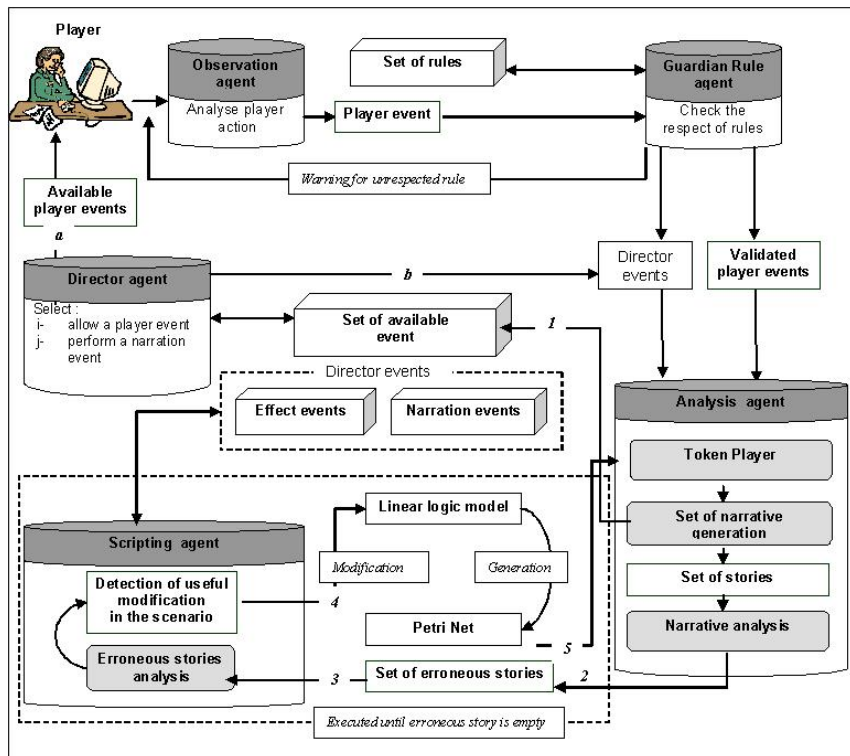 Player
Observation
agent
Analyse player
action
Set of rules
Player event
Guardian Rule
agent
Check the
respect of rules
Warning for unrespected rule
Available
player events
a
Director agent
Select :
i- allow a player event
j- perform a narration
event
b
Director
events
Validated
player events
Set of available
event
1
Director events
Effect events
Narration events
Analysis agent
Token Player
Set of narrative
generation
Set of stories
Narrative analysis
Scripting agent
Detection of useful
modification
in the scenario
Erroneous stories
analysis
4
Linear logic model
Modification
Generation
Petri Net
5
3
Set of erroneous stories
2
Executed until erroneous story is empty